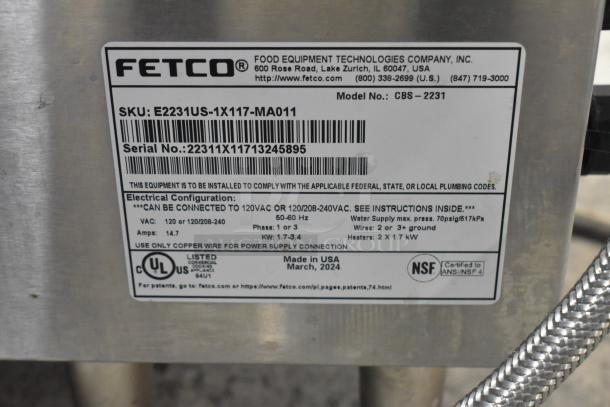 FETCO® FOOD EQUIPMENT TECHNOLOGIES COMPANY, INC.
600 Rose Road, Lake Zurich, IL 60047, USA
http://www.fetco.com (800) 338-2699 (U.S.) (847) 719-3000
Model No.: CBS-2231
SKU: E2231US-1X117-MA011
Serial No.:22311X11713245895
THIS EQUIPMENT IS TO BE INSTALLED TO COMPLY WITH THE APPLICABLE FEDERAL, STATE, OR LOCAL PLUMBING CODES.
Electrical Configuration:
***CAN BE CONNECTED TO 120VAC OR 120/208-240VAC. SEE INSTRUCTIONS INSIDE.***
VAC: 120 or 120/208-240 50-60 Hz Water Supply max. press. 70psig/517kPa
Phase: 1 or 3 Wires: 2 or 3+ ground
Amps: 14.7 KW: 1.7-3.4 Heaters: 2 X 1.7 kW
USE ONLY COPPER WIRE FOR POWER SUPPLY CONNECTION
C UL US LISTED
COMMERCIAL
COOKING
APPLIANCE
94U1
Made in USA
March, 2024
NSF Certified to
ANSI/NSF 4
For patents, go to: fetco.com or https://www.fetco.com/pl.pages.patents,74.html